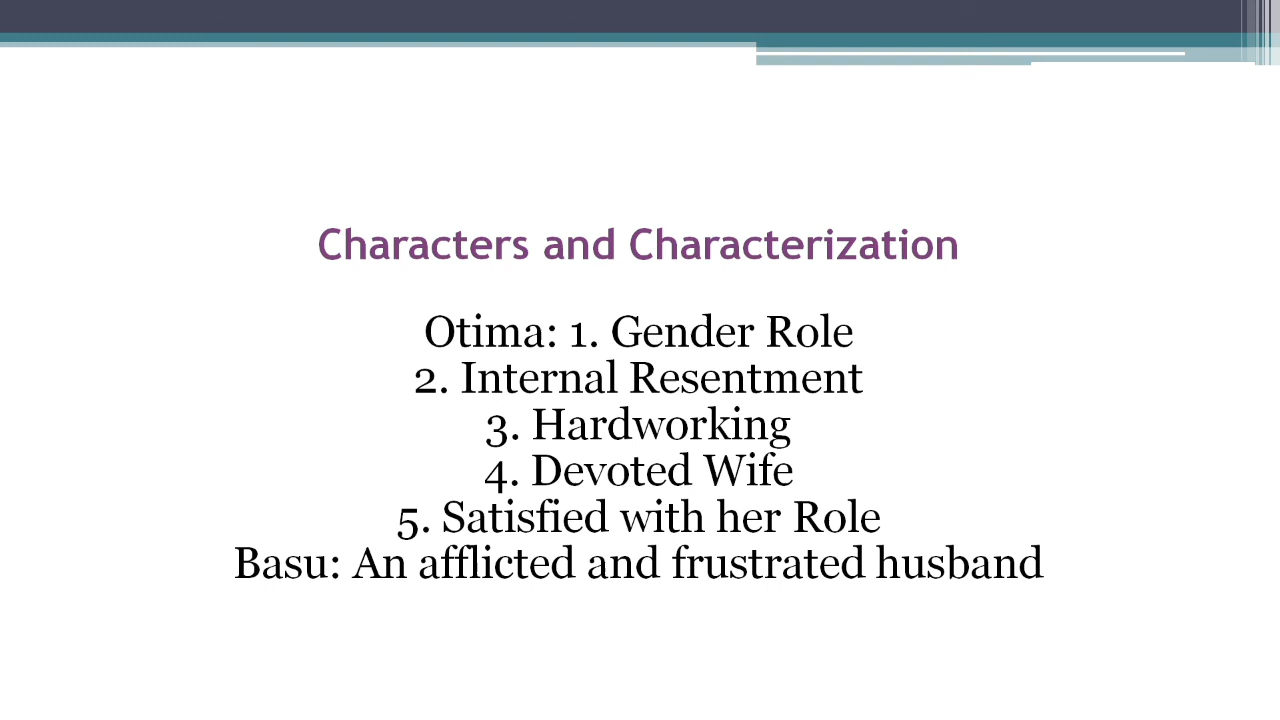 Characters and Characterization
Otima: 1. Gender Role
2. Internal Resentment
3. Hardworking
4. Devoted Wife
5. Satisfied with her Role
Basu: An afflicted and frustrated husband